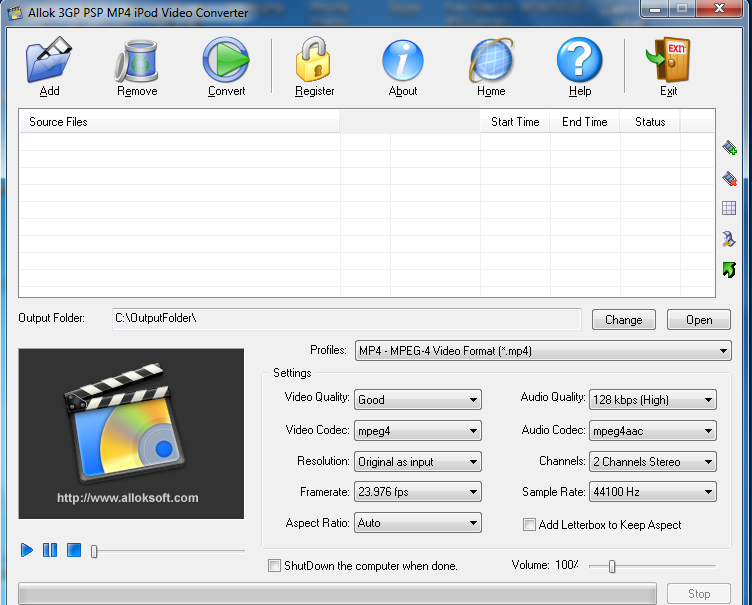 Allok 3GP PSP MP4 iPod Video Converter
Add Remove Convert Register About Home Help EXIT Exit
Source Files Start Time End Time Status
Output Folder: C:\OutputFolder\ Change Open
Profiles: MP4 - MPEG-4 Video Format (*.mp4)
Settings
Video Quality: Good Audio Quality: 128 kbps (High)
Video Codec: mpeg4 Audio Codec: mpeg4aac
Resolution: Original as input Channels: 2 Channels Stereo
http://www.alloksoft.com
Framerate: 23.976 fps Sample Rate: 44100 Hz
Aspect Ratio: Auto Add Letterbox to Keep Aspect
ShutDown the computer when done. Volume: 100%
Stop